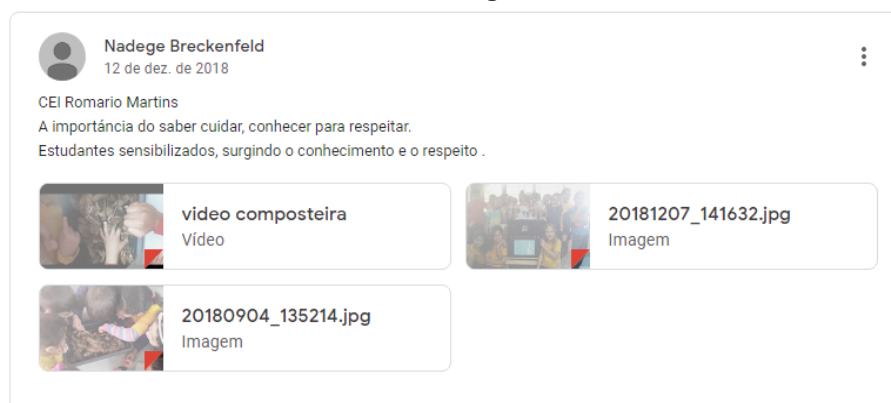 Nadege Breckenfeld
12 de dez. de 2018
CEI Romario Martins
A importáncia do saber cuidar, conhecer para respeitar.
Estudantes sensibilizados, surgindo o conhecimento e o respeito .
video composteira
Vídeo
20181207_141632.jpg
Imagem
20180904_135214.jpg
Imagem